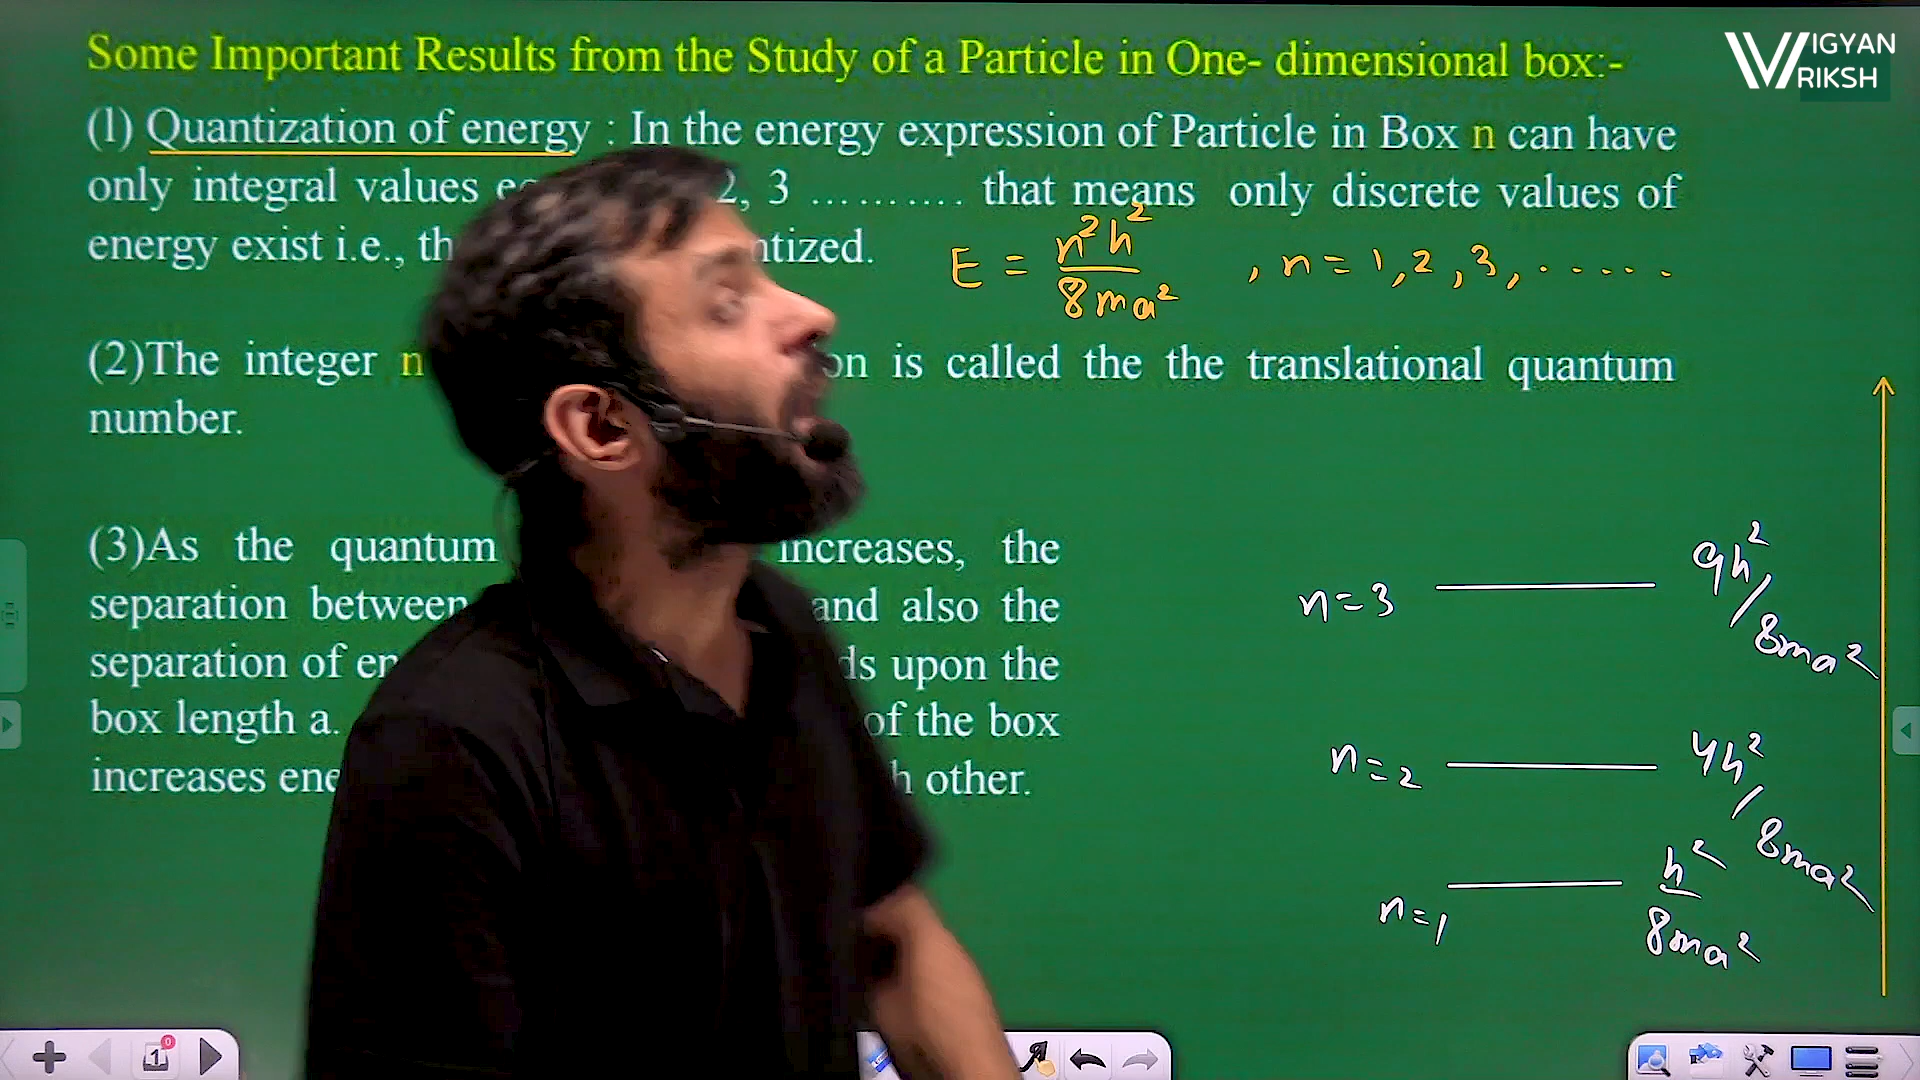 Some Important Results from the Study of a Particle in One- dimensional box:-
VIGYAN
VRIKSH
(1) Quantization of energy : In the energy expression of Particle in Box n can have
only integral values 2, 3 .......... that means only discrete values of
energy exist i.e., th ntized.
E = n²h² / 8ma² , n = 1, 2, 3, ......
(2)The integer n on is called the the translational quantum
number.
(3)As the quantum increases, the
separation between and also the
separation of en ds upon the
box length a. of the box
increases ene h other.
n=3 9h²/8ma²
n=2 4h²/8ma²
n=1 h²/8ma²
1
0